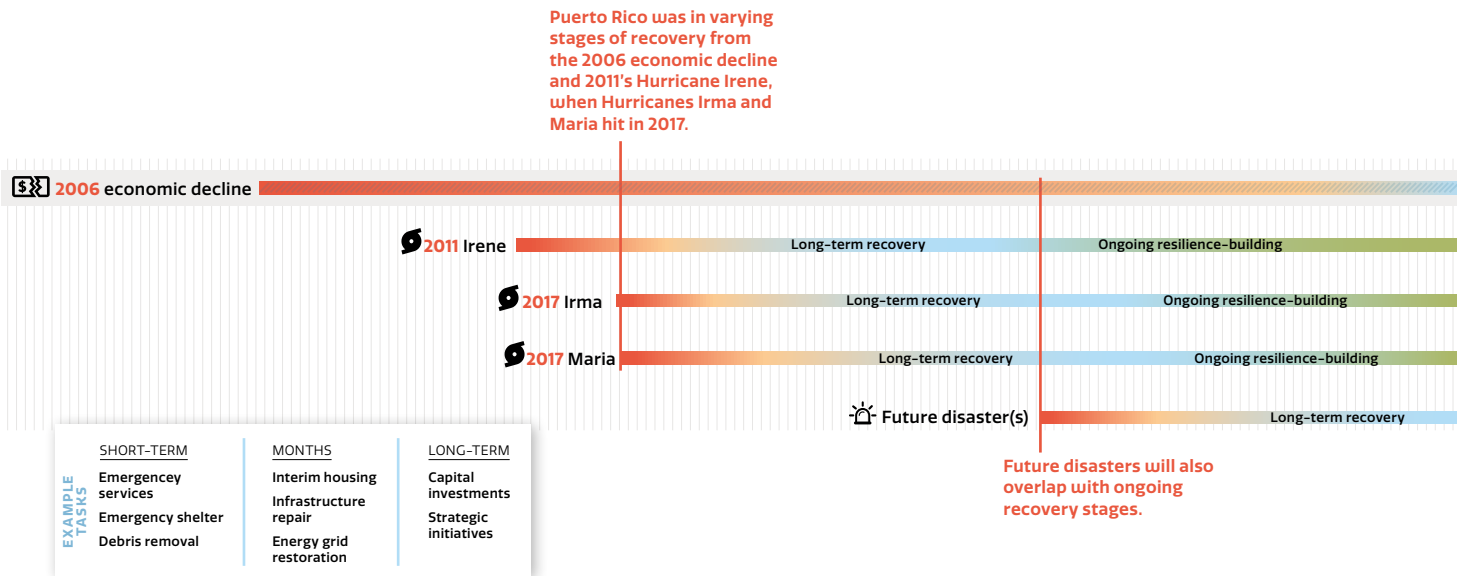 Puerto Rico was in varying
stages of recovery from
the 2006 economic decline
and 2011's Hurricane Irene,
when Hurricanes Irma and
Maria hit in 2017.
$ 2006 economic decline
2011 Irene Long-term recovery Ongoing resilience-building
2017 Irma Long-term recovery Ongoing resilience-building
2017 Maria Long-term recovery Ongoing resilience-building
Future disaster(s) Long-term recovery
Future disasters will also
overlap with ongoing
recovery stages.
EXAMPLE
TASKS
SHORT-TERM
Emergencey
services
Emergency shelter
Debris removal
MONTHS
Interim housing
Infrastructure
repair
Energy grid
restoration
LONG-TERM
Capital
investments
Strategic
initiatives